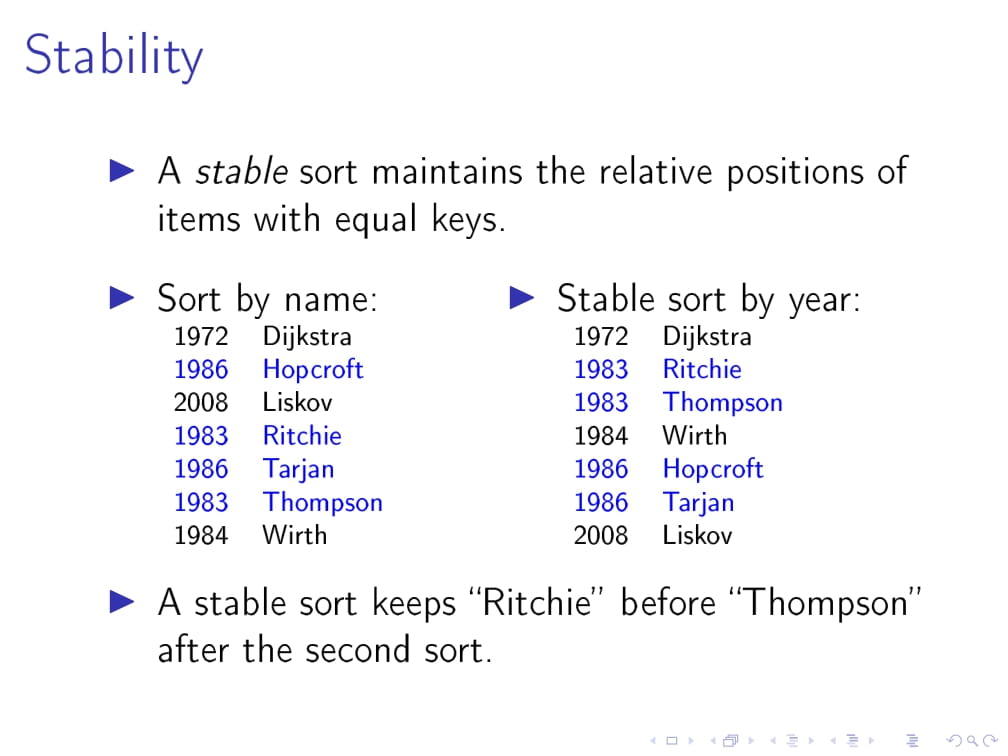 Stability
A stable sort maintains the relative positions of
items with equal keys.
Sort by name:
1972 Dijkstra
1986 Hopcroft
2008 Liskov
1983 Ritchie
1986 Tarjan
1983 Thompson
1984 Wirth
Stable sort by year:
1972 Dijkstra
1983 Ritchie
1983 Thompson
1984 Wirth
1986 Hopcroft
1986 Tarjan
2008 Liskov
A stable sort keeps “Ritchie” before “Thompson”
after the second sort.